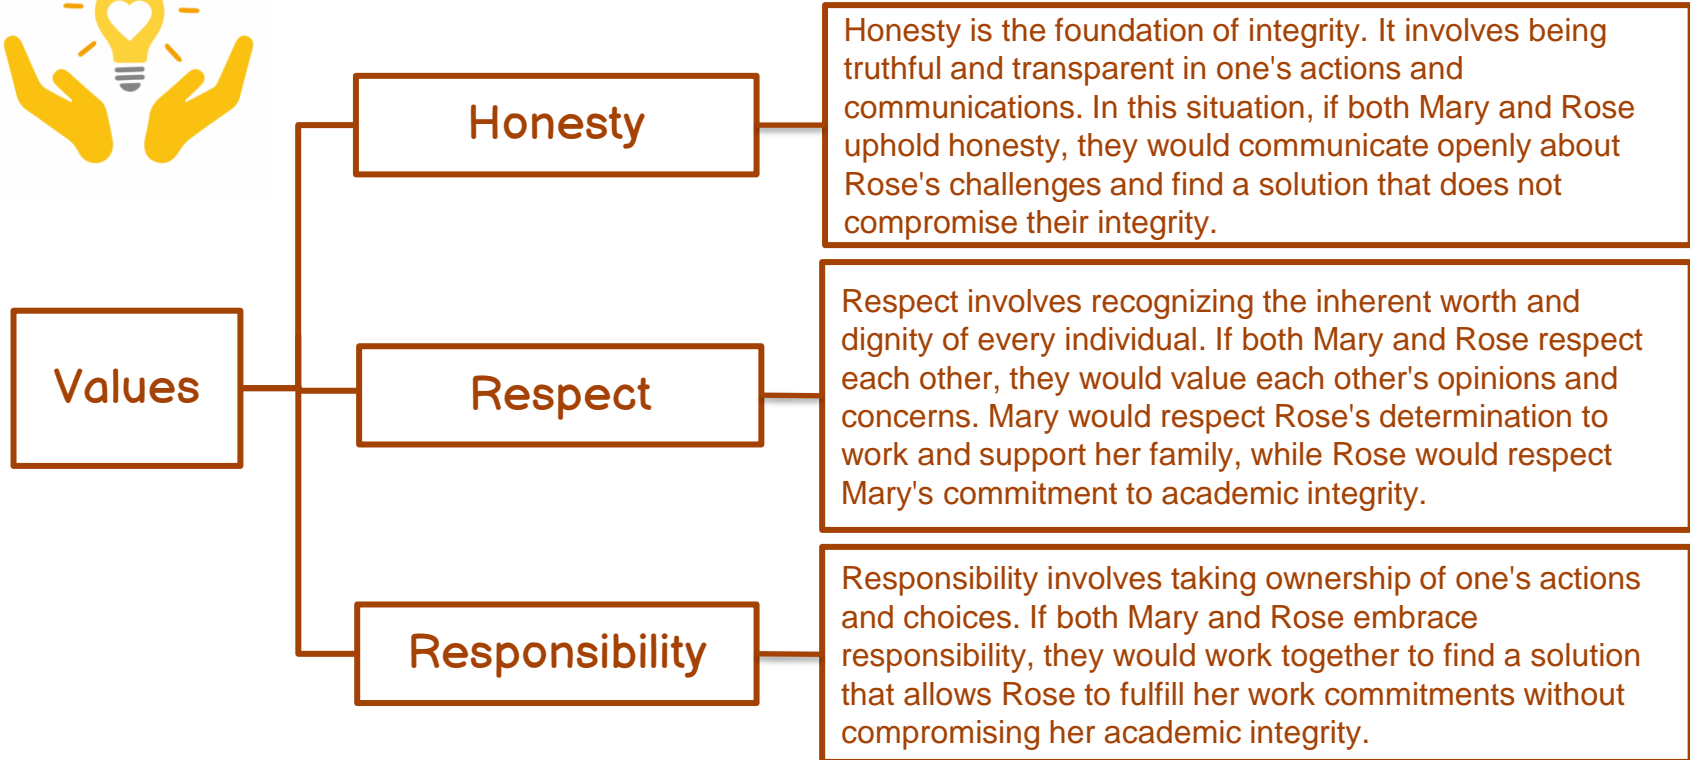 Values
Honesty
Honesty is the foundation of integrity. It involves being
truthful and transparent in one's actions and
communications. In this situation, if both Mary and Rose
uphold honesty, they would communicate openly about
Rose's challenges and find a solution that does not
compromise their integrity.
Respect
Respect involves recognizing the inherent worth and
dignity of every individual. If both Mary and Rose respect
each other, they would value each other's opinions and
concerns. Mary would respect Rose's determination to
work and support her family, while Rose would respect
Mary's commitment to academic integrity.
Responsibility
Responsibility involves taking ownership of one's actions
and choices. If both Mary and Rose embrace
responsibility, they would work together to find a solution
that allows Rose to fulfill her work commitments without
compromising her academic integrity.